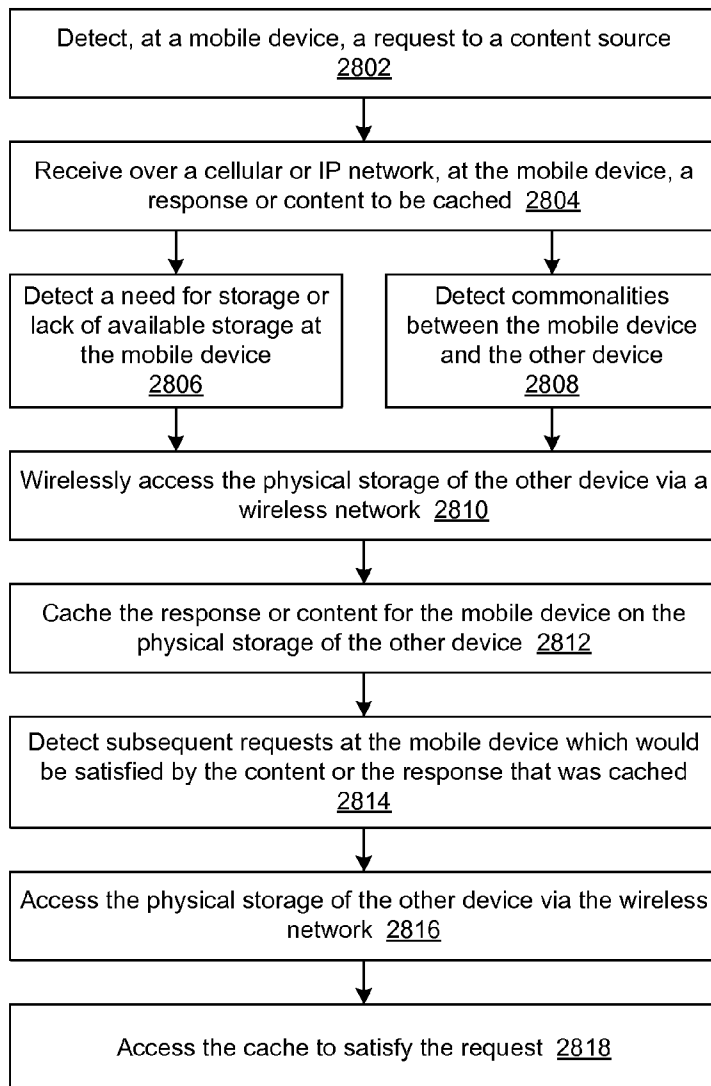 Detect, at a mobile device, a request to a content source
2802
Receive over a cellular or IP network, at the mobile device, a
response or content to be cached 2804
Detect a need for storage or
lack of available storage at
the mobile device
2806
Detect commonalities
between the mobile device
and the other device
2808
Wirelessly access the physical storage of the other device via a
wireless network 2810
Cache the response or content for the mobile device on the
physical storage of the other device 2812
Detect subsequent requests at the mobile device which would
be satisfied by the content or the response that was cached
2814
Access the physical storage of the other device via the wireless
network 2816
Access the cache to satisfy the request 2818